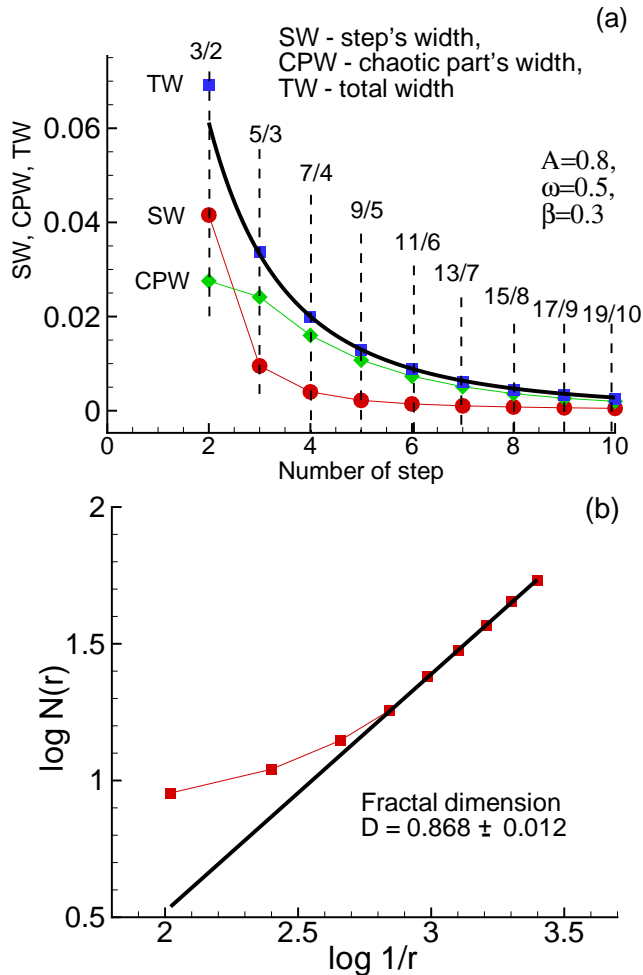 (a)
SW - step's width,
CPW - chaotic part's width,
TW - total width
3/2
TW
5/3
7/4
9/5
11/6
13/7
15/8
17/9
19/10
A=0.8,
ω=0.5,
β=0.3
SW
CPW
SW, CPW, TW
0.06
0.04
0.02
0
0 2 4 6 8 10
Number of step
(b)
log N(r)
2
1.5
1
0.5
Fractal dimension
D = 0.868 ± 0.012
2 2.5 3 3.5
log 1/r